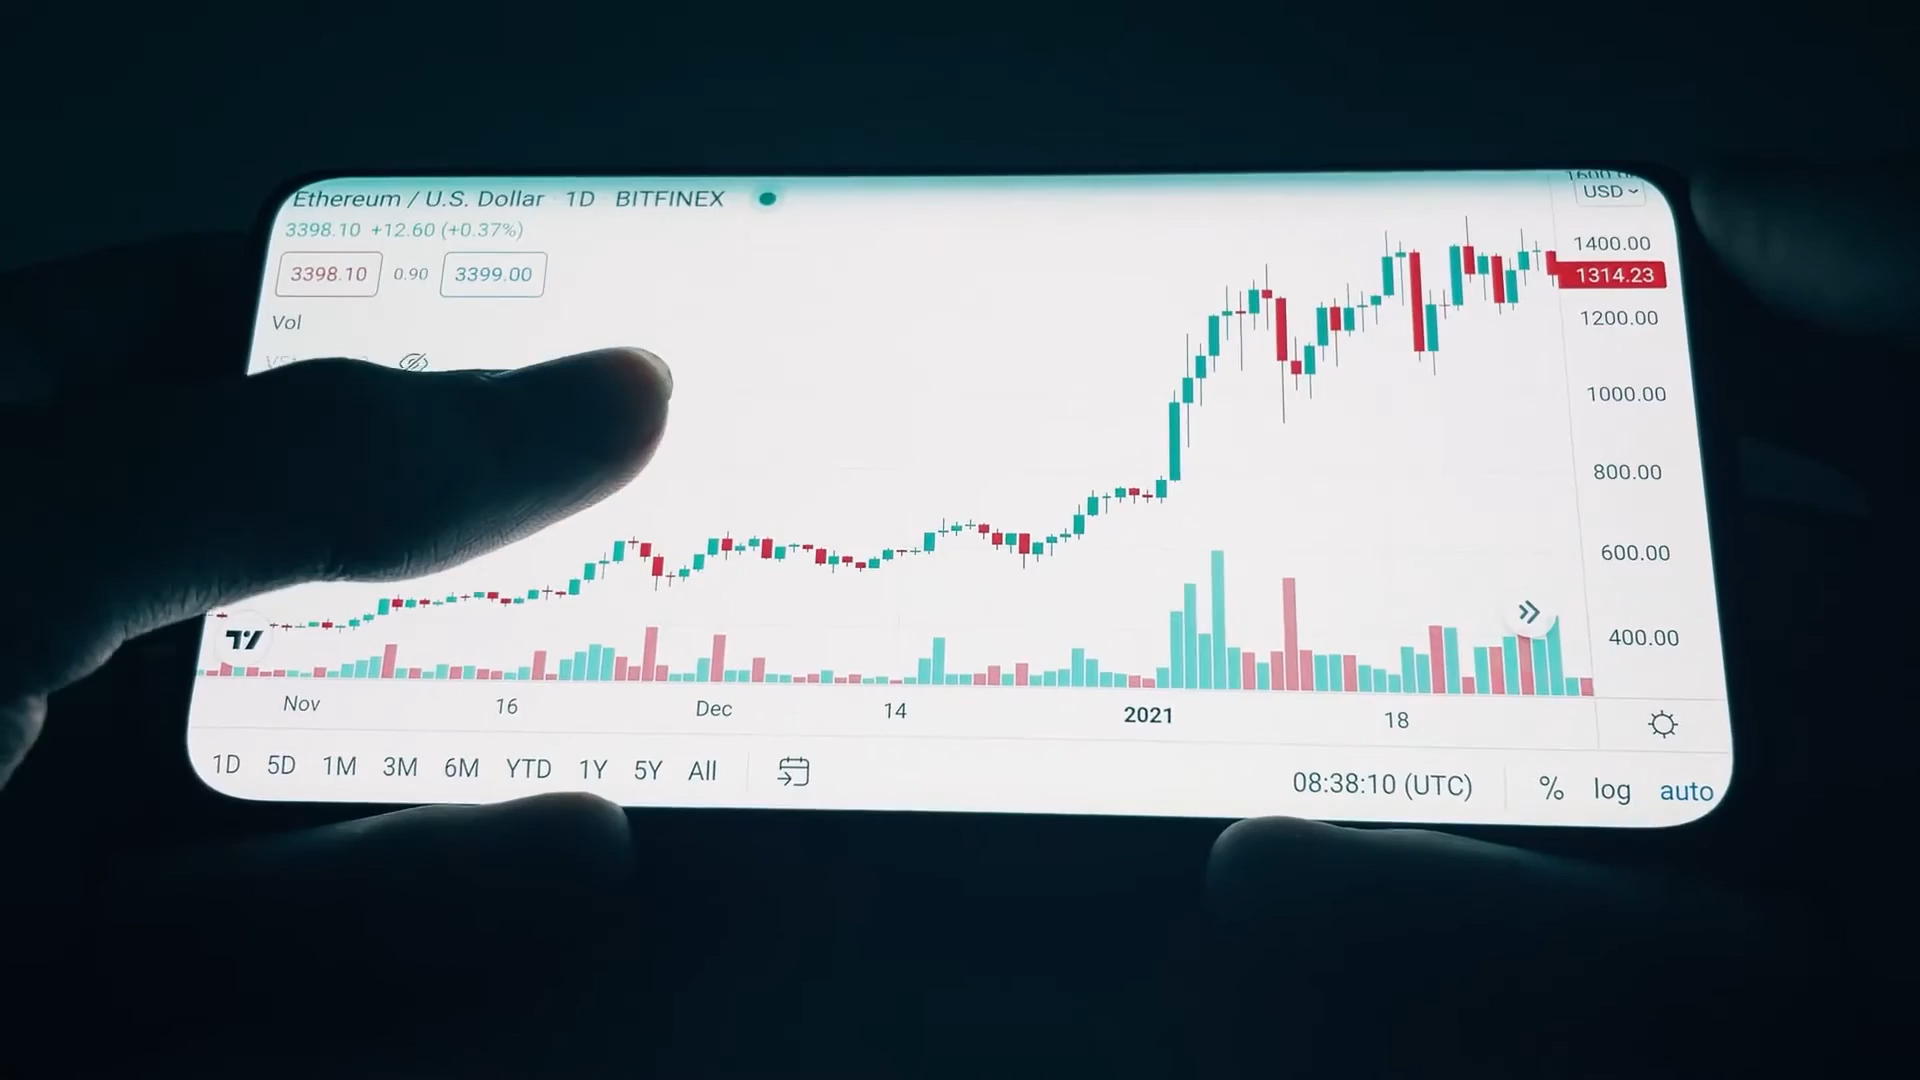 Ethereum / U.S. Dollar 1D BITFINEX
3398.10 +12.60 (+0.37%)
3398.10 0.90 3399.00
Vol
USD
1400.00
1314.23
1200.00
1000.00
800.00
600.00
400.00
Nov 16 Dec 14 2021 18
1D 5D 1M 3M 6M YTD 1Y 5Y All
08:38:10 (UTC) % log auto